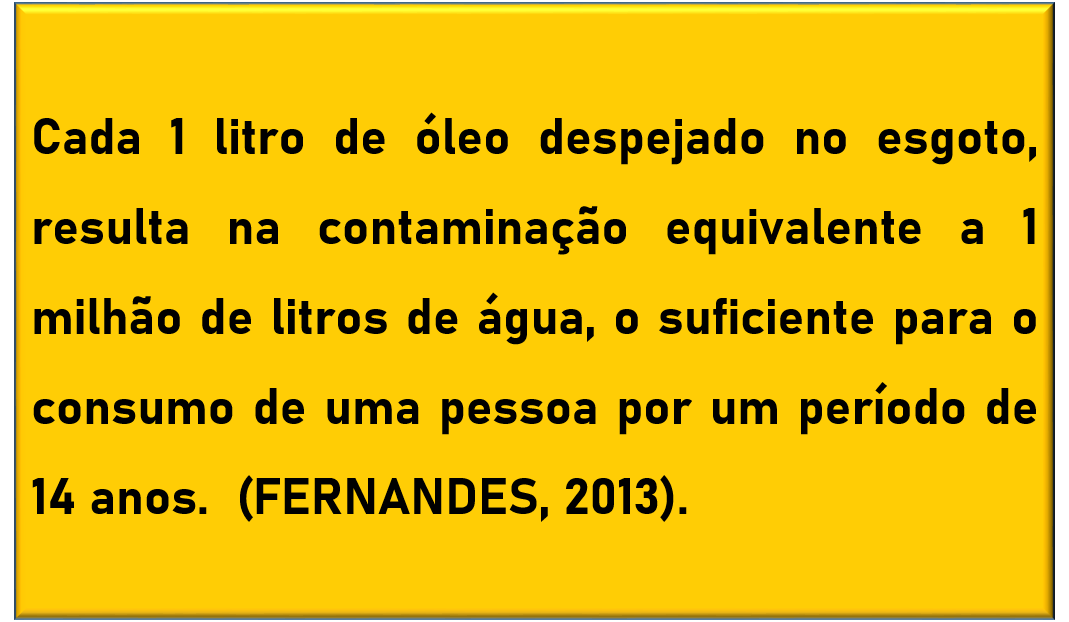 Cada 1 litro de óleo despejado no esgoto,
resulta na contaminação equivalente a 1
milhão de litros de água, o suficiente para o
consumo de uma pessoa por um período de
14 anos. (FERNANDES, 2013).